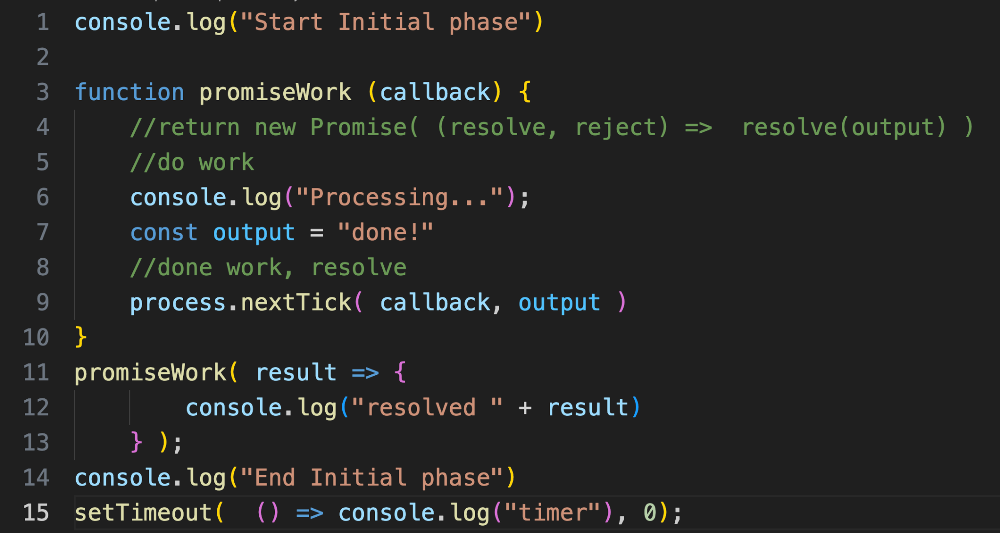 1 console.log("Start Initial phase")
2
3 function promiseWork (callback) {
4     //return new Promise( (resolve, reject) =>  resolve(output) )
5     //do work
6     console.log("Processing...");
7     const output = "done!"
8     //done work, resolve
9     process.nextTick( callback, output )
10 }
11 promiseWork( result => {
12         console.log("resolved " + result)
13     } );
14 console.log("End Initial phase")
15 setTimeout(  () => console.log("timer"), 0);